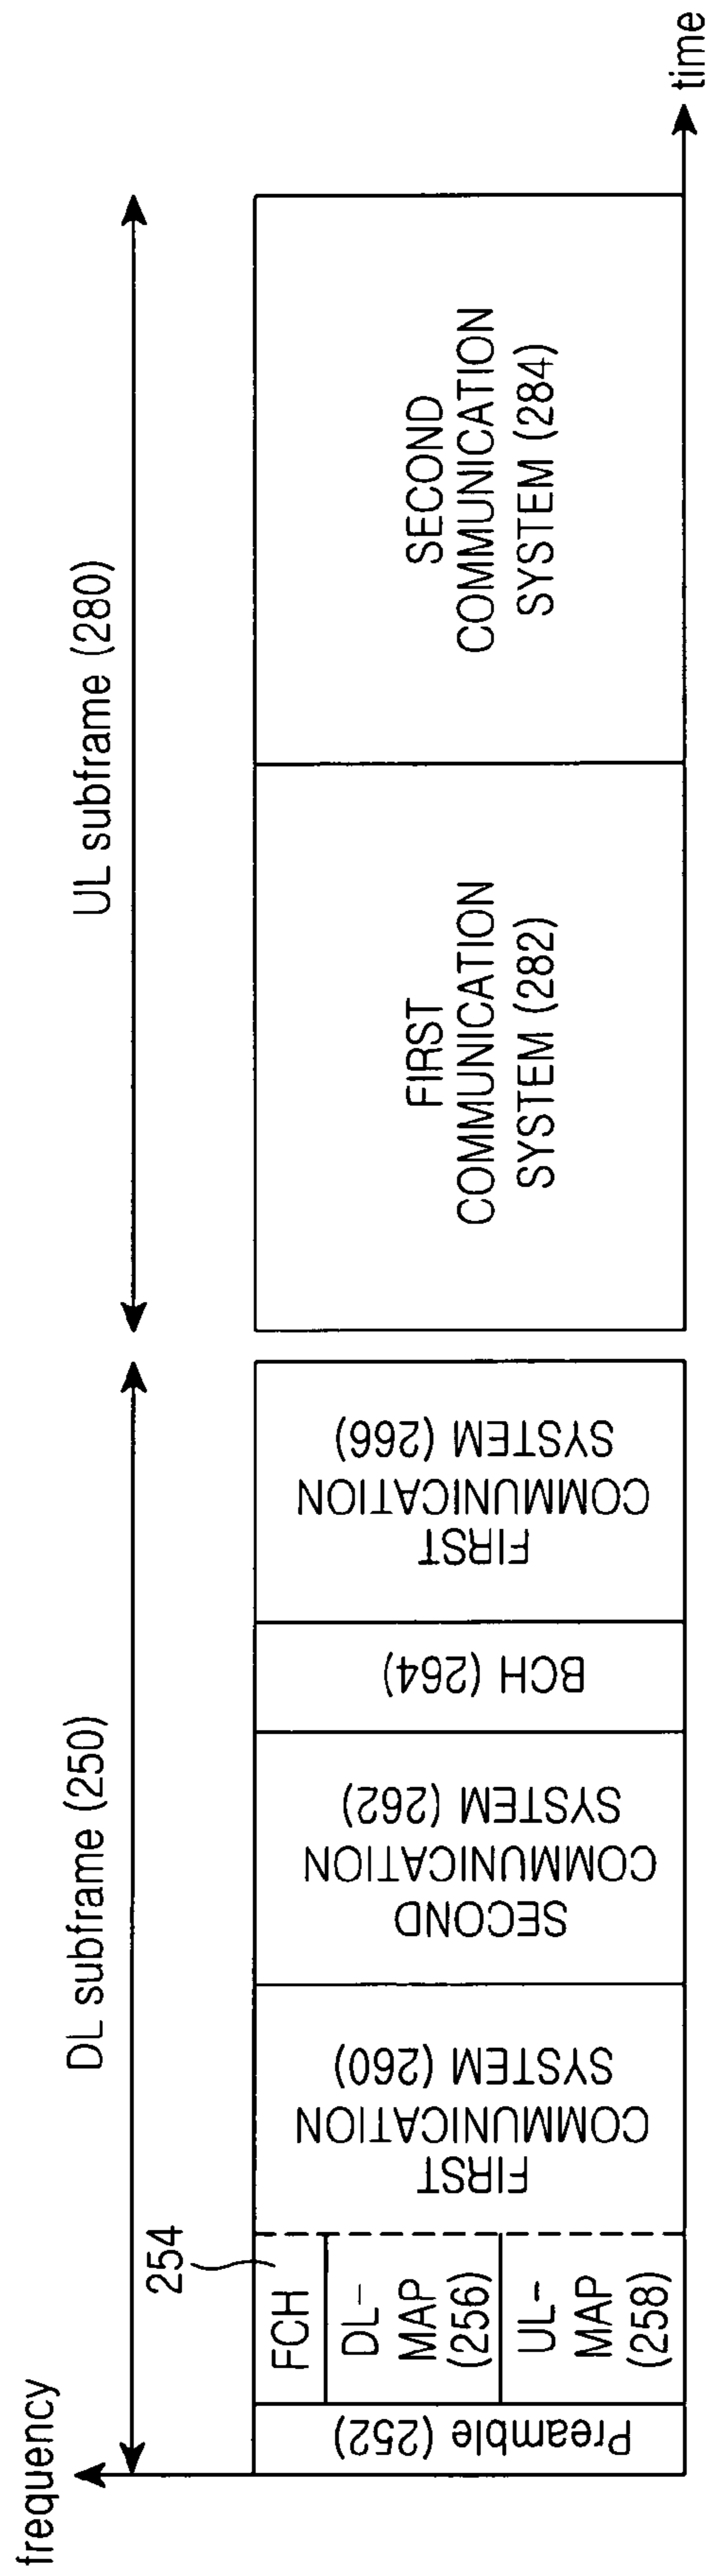 frequency
DL subframe (250)
UL subframe (280)
254
Preamble (252)
FCH
DL-
MAP
(256)
UL-
MAP
(258)
FIRST
COMMUNICATION
SYSTEM (260)
SECOND
COMMUNICATION
SYSTEM (262)
BCH (264)
FIRST
COMMUNICATION
SYSTEM (266)
FIRST
COMMUNICATION
SYSTEM (282)
SECOND
COMMUNICATION
SYSTEM (284)
time